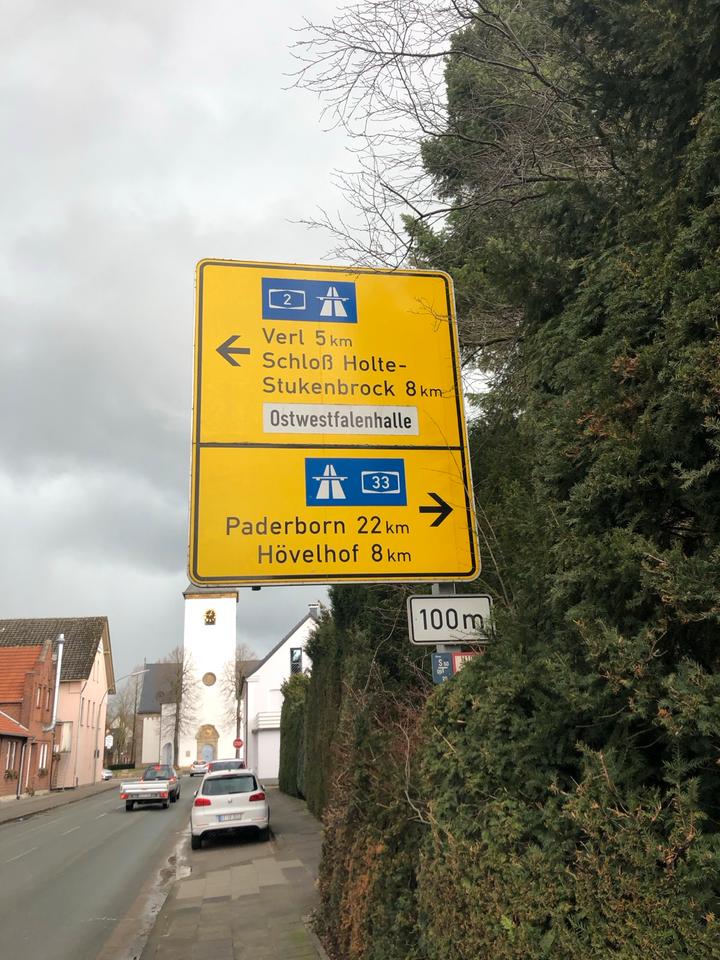 2
Verl 5 km
Schloß Holte-
Stukenbrock 8 km
Ostwestfalenhalle
33
Paderborn 22 km
Hövelhof 8 km
100 m